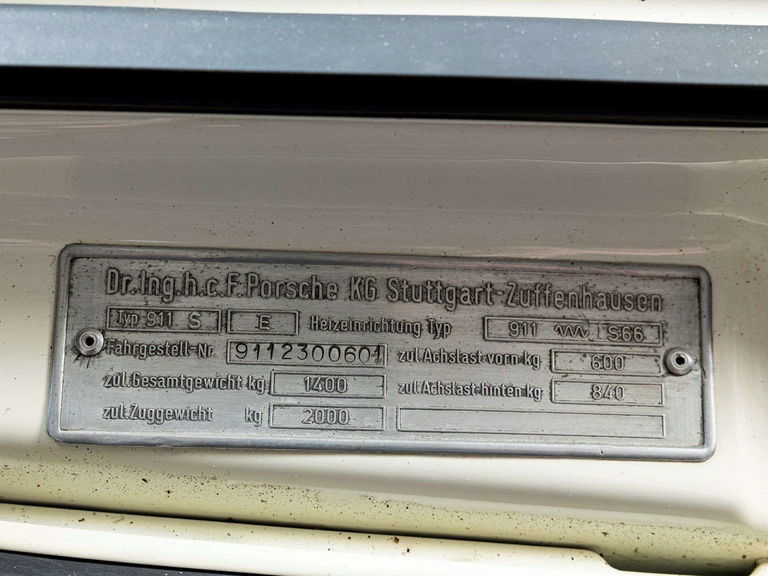 Dr.Ing.h.c.F.Porsche KG Stuttgart-Zuffenhausen
Typ 911 S E Heizeinrichtung Typ 911 S66
Fahrgestell-Nr. 9112300601 zul.Achslast-vorn kg 600
zul.Gesamtgewicht kg 1400 zul.Achslast-hinten kg 840
zul.Zuggewicht kg 2000